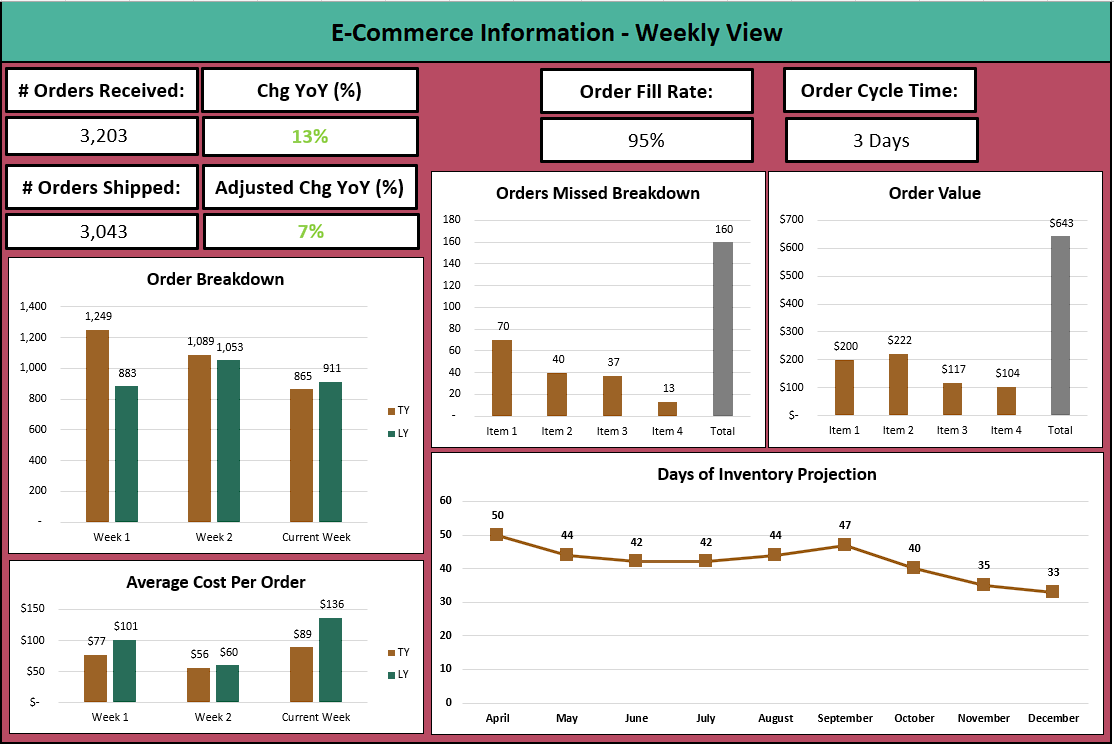 E-Commerce Information - Weekly View
# Orders Received:
Chg YoY (%)
3,203
13%
# Orders Shipped:
Adjusted Chg YoY (%)
3,043
7%
Order Fill Rate:
95%
Order Cycle Time:
3 Days
Order Breakdown
1,400
1,200
1,000
800
600
400
200
-
1,249
883
1,089
1,053
865
911
Week 1
Week 2
Current Week
TY
LY
Average Cost Per Order
$150
$100
$50
$-
$77
$101
$56
$60
$89
$136
Week 1
Week 2
Current Week
TY
LY
Orders Missed Breakdown
180
160
140
120
100
80
60
40
20
-
70
40
37
13
160
Item 1
Item 2
Item 3
Item 4
Total
Order Value
$700
$600
$500
$400
$300
$200
$100
$-
$200
$222
$117
$104
$643
Item 1
Item 2
Item 3
Item 4
Total
Days of Inventory Projection
60
50
40
30
20
10
0
50
44
42
42
44
47
40
35
33
April
May
June
July
August
September
October
November
December